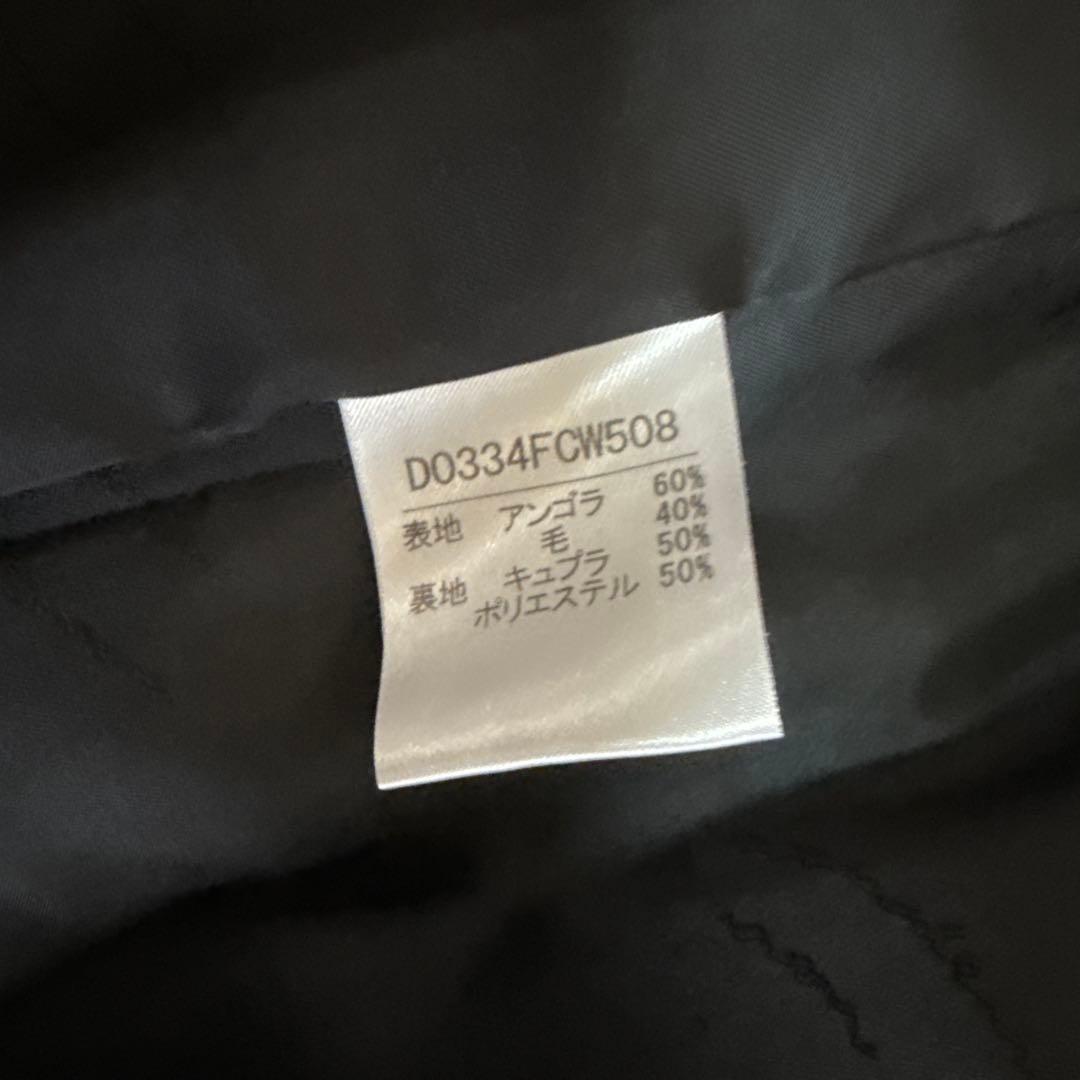 D0334FCW508
表地 アンゴラ 60%
毛 40%
裏地 キュプラ 50%
ポリエステル 50%